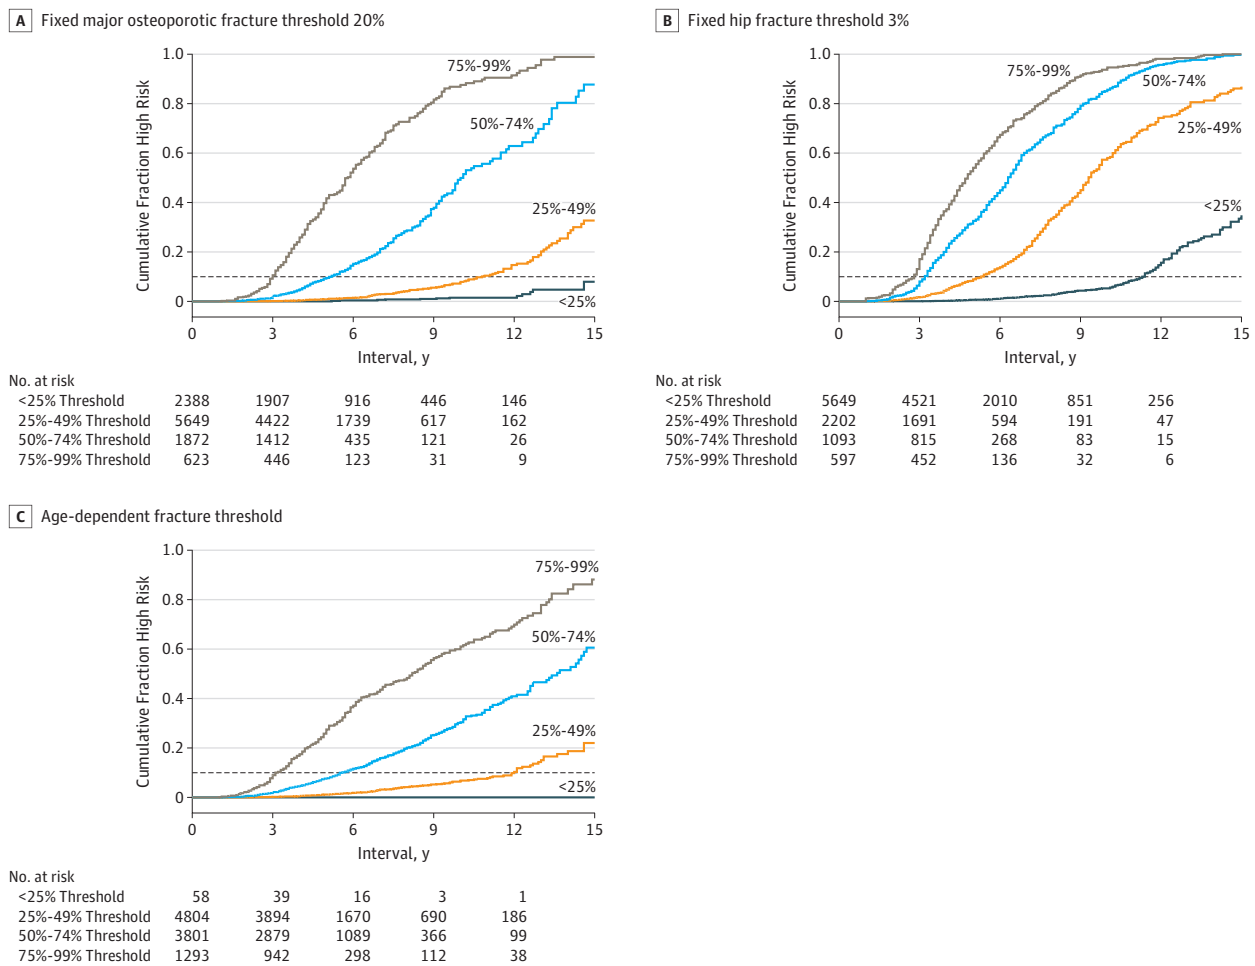 A Fixed major osteoporotic fracture threshold 20%
1.0
0.8
0.6
0.4
0.2
0
Cumulative Fraction High Risk
75%-99%
50%-74%
25%-49%
<25%
0 3 6 9 12 15
Interval, y
No. at risk
<25% Threshold 2388 1907 916 446 146
25%-49% Threshold 5649 4422 1739 617 162
50%-74% Threshold 1872 1412 435 121 26
75%-99% Threshold 623 446 123 31 9
B Fixed hip fracture threshold 3%
1.0
0.8
0.6
0.4
0.2
0
Cumulative Fraction High Risk
75%-99%
50%-74%
25%-49%
<25%
0 3 6 9 12 15
Interval, y
No. at risk
<25% Threshold 5649 4521 2010 851 256
25%-49% Threshold 2202 1691 594 191 47
50%-74% Threshold 1093 815 268 83 15
75%-99% Threshold 597 452 136 32 6
C Age-dependent fracture threshold
1.0
0.8
0.6
0.4
0.2
0
Cumulative Fraction High Risk
75%-99%
50%-74%
25%-49%
<25%
0 3 6 9 12 15
Interval, y
No. at risk
<25% Threshold 58 39 16 3 1
25%-49% Threshold 4804 3894 1670 690 186
50%-74% Threshold 3801 2879 1089 366 99
75%-99% Threshold 1293 942 298 112 38